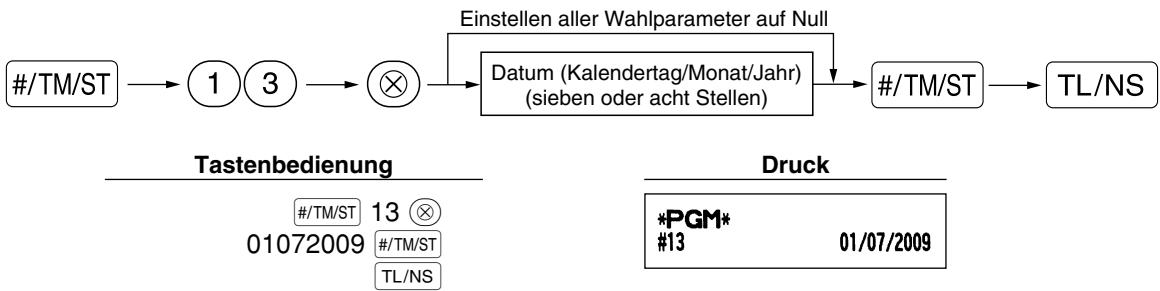 Einstellen aller Wahlparameter auf Null
#/TM/ST 1 3 ⊗ Datum (Kalendertag/Monat/Jahr) #/TM/ST TL/NS
(sieben oder acht Stellen)
Tastenbedienung
#/TM/ST 13 ⊗
01072009 #/TM/ST
TL/NS
Druck
*PGM*
#13 01/07/2009